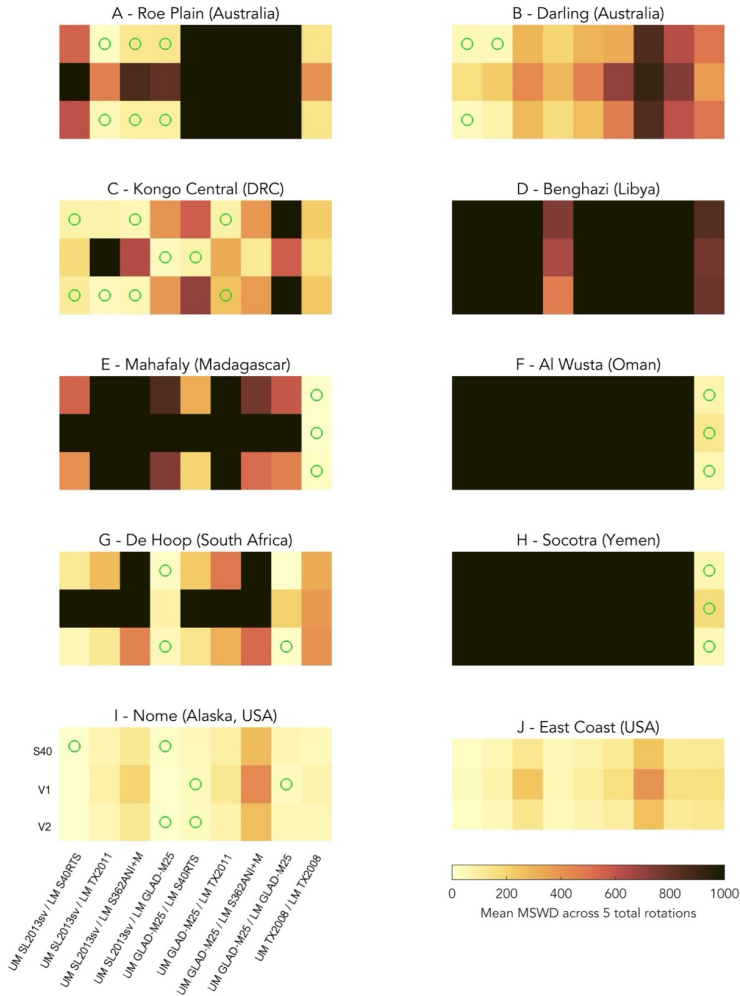 A - Roe Plain (Australia)
B - Darling (Australia)
C - Kongo Central (DRC)
D - Benghazi (Libya)
E - Mahafaly (Madagascar)
F - Al Wusta (Oman)
G - De Hoop (South Africa)
H - Socotra (Yemen)
I - Nome (Alaska, USA)
J - East Coast (USA)
S40
V1
V2
UM SL2013sv / LM S40RTS
UM SL2013sv / LM TX2011
UM SL2013sv / LM S362ANI+M
UM SL2013sv / LM GLAD-M25
UM GLAD-M25 / LM S40RTS
UM GLAD-M25 / LM TX2011
UM GLAD-M25 / LM S362ANI+M
UM GLAD-M25 / LM GLAD-M25
UM TX2008 / LM TX2008
0 200 400 600 800 1000
Mean MSWD across 5 total rotations